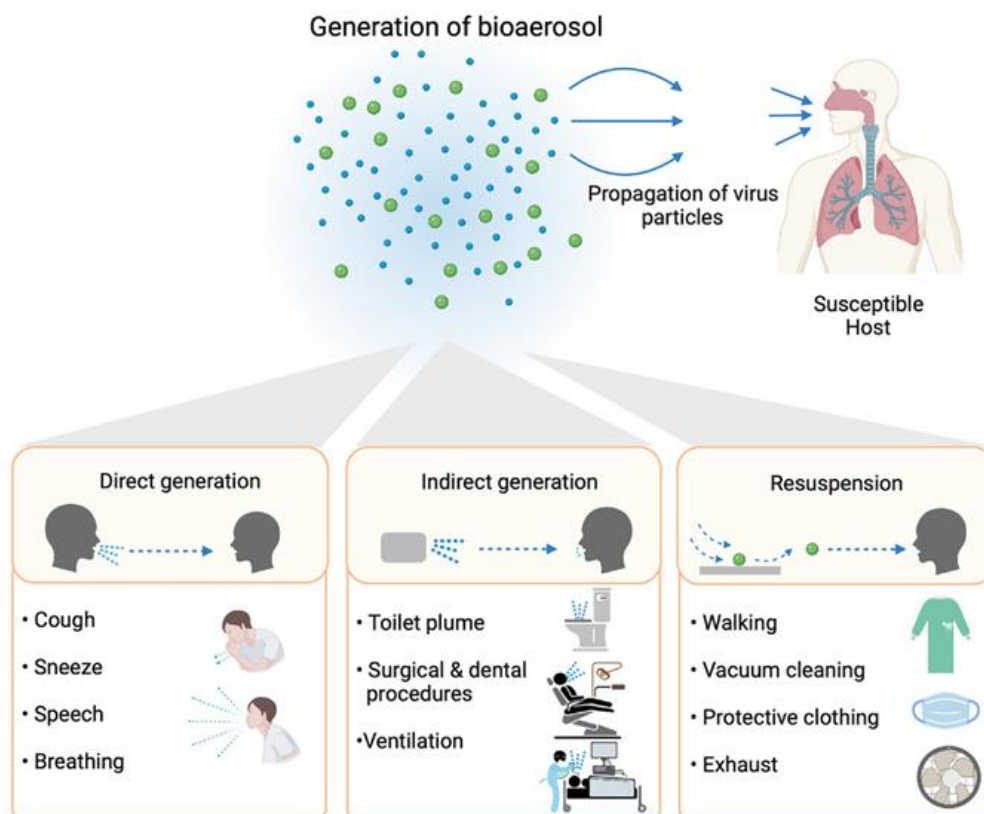 Generation of bioaerosol
Propagation of virus
particles
Susceptible
Host
Direct generation
Indirect generation
Resuspension
• Cough
• Sneeze
• Speech
• Breathing
• Toilet plume
• Surgical & dental
procedures
•Ventilation
• Walking
• Vacuum cleaning
• Protective clothing
• Exhaust